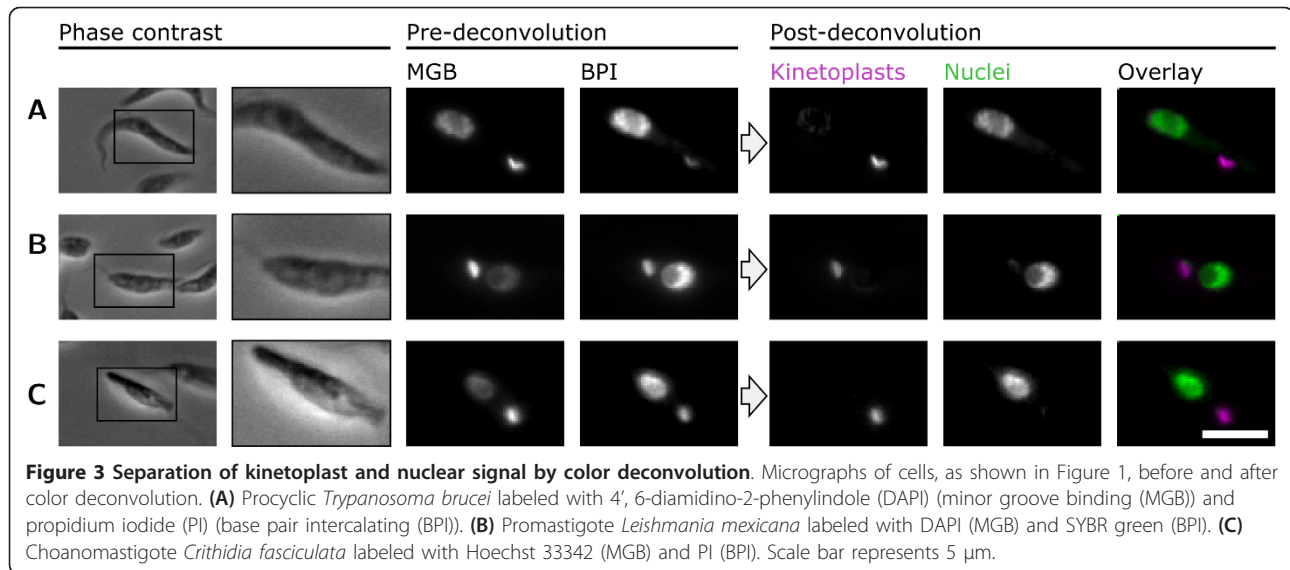 Phase contrast Pre-deconvolution Post-deconvolution
MGB BPI Kinetoplasts Nuclei Overlay
A
B
C
Figure 3 Separation of kinetoplast and nuclear signal by color deconvolution. Micrographs of cells, as shown in Figure 1, before and after
color deconvolution. (A) Procyclic Trypanosoma brucei labeled with 4’, 6-diamidino-2-phenylindole (DAPI) (minor groove binding (MGB)) and
propidium iodide (PI) (base pair intercalating (BPI)). (B) Promastigote Leishmania mexicana labeled with DAPI (MGB) and SYBR green (BPI). (C)
Choanomastigote Crithidia fasciculata labeled with Hoechst 33342 (MGB) and PI (BPI). Scale bar represents 5 μm.